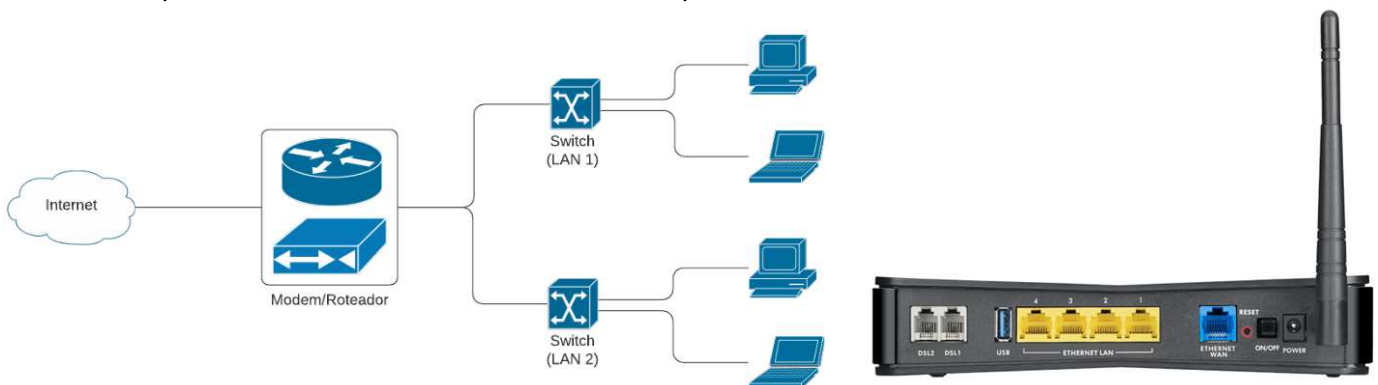 Internet
Modem/Roteador
Switch
(LAN 1)
Switch
(LAN 2)
4 3 2 1
DSL2 DSL1 USB ETHERNET LAN
ETHERNET
WAN
RESET
ON/OFF POWER